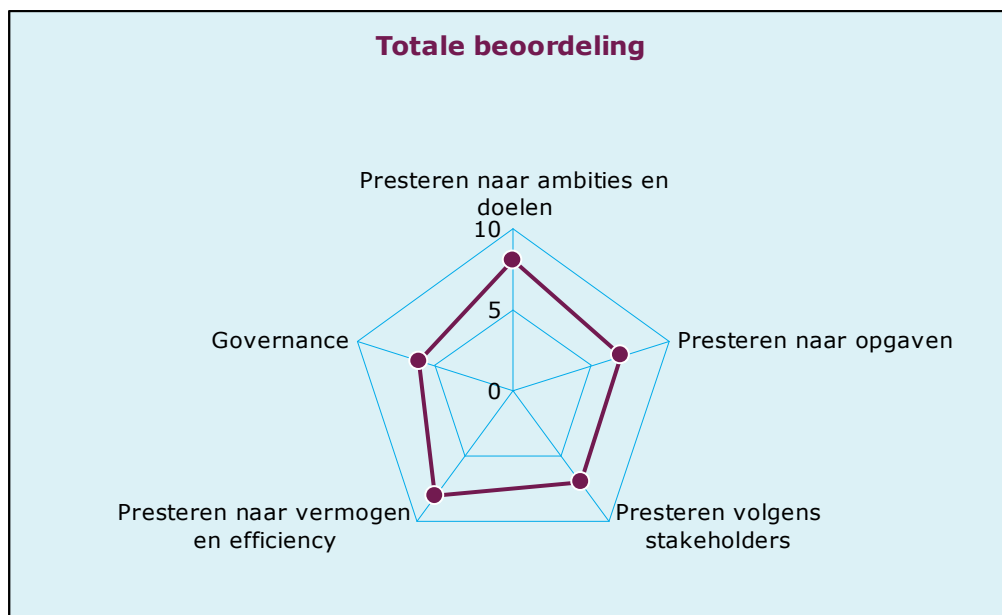 Totale beoordeling
Presteren naar ambities en
doelen
10
5
0
Presteren naar opgaven
Presteren volgens
stakeholders
Presteren naar vermogen
en efficiency
Governance